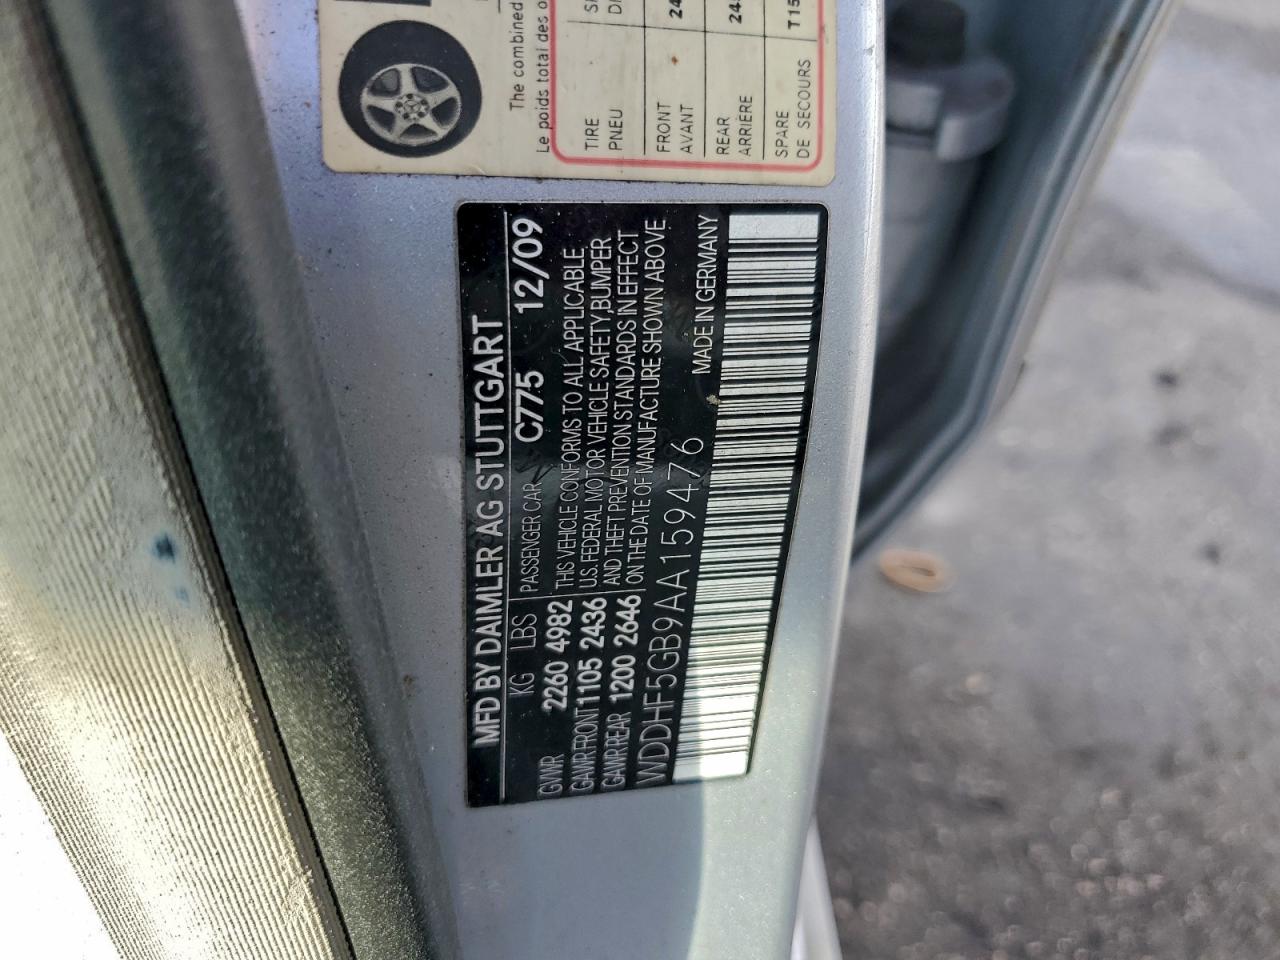 MFD BY DAIMLER AG STUTTGART
KG LBS PASSENGER CAR C775 12/09
GVWR 2260 4982 THIS VEHICLE CONFORMS TO ALL APPLICABLE
GAWR FRONT 1105 2436 U.S. FEDERAL MOTOR VEHICLE SAFETY, BUMPER
GAWR REAR 1200 2646 AND THEFT PREVENTION STANDARDS IN EFFECT
ON THE DATE OF MANUFACTURE SHOWN ABOVE
WDDHF5GB9AA159476 MADE IN GERMANY
The combined
Le poids total des
TIRE
PNEU
FRONT
AVANT
REAR
ARRIÈRE
SPARE
DE SECOURS